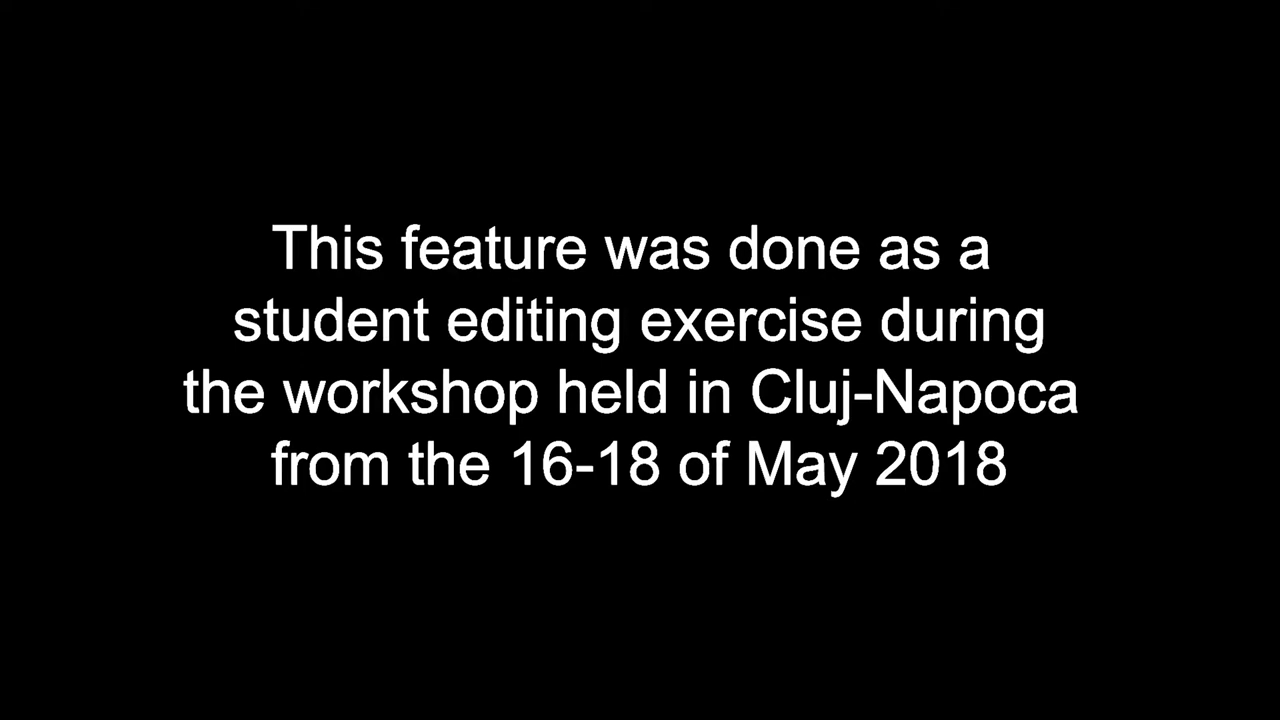 This feature was done as a
student editing exercise during
the workshop held in Cluj-Napoca
from the 16-18 of May 2018